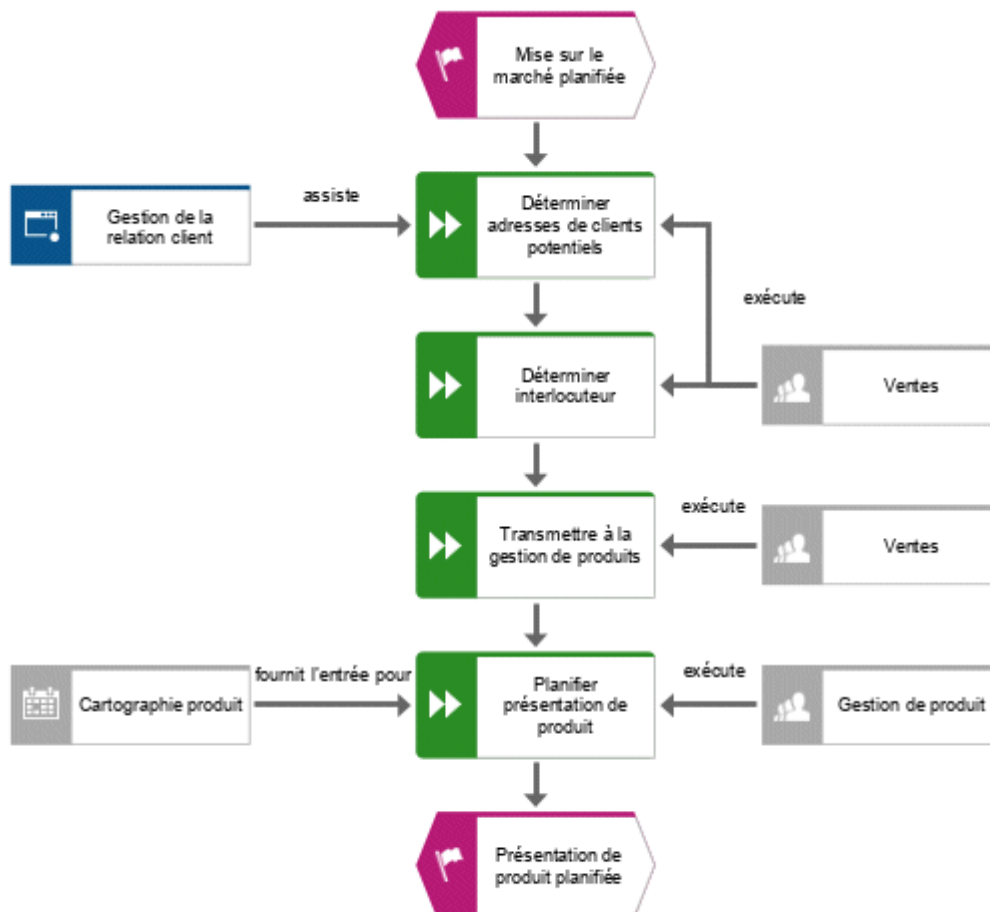 Mise sur le
marché planifiée
assiste
Gestion de la
relation client
Déterminer
adresses de clients
potentiels
exécute
Déterminer
interlocuteur
Ventes
exécute
Transmettre à la
gestion de produits
Ventes
fournit l'entrée pour
exécute
Cartographie produit
Planifier
présentation de
produit
Gestion de produit
Présentation de
produit planifiée